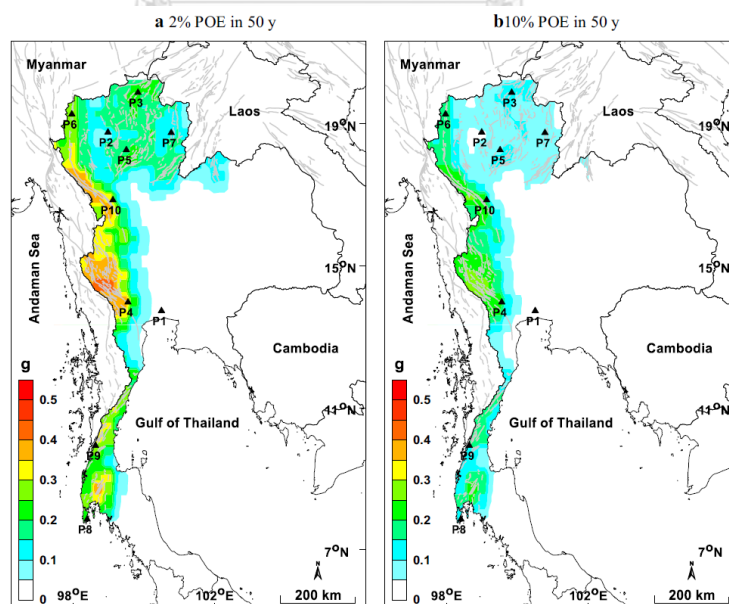 a 2% POE in 50 y
b10% POE in 50 y
Myanmar
Laos
P3
P6
P2
P5
P7
19°N
P10
Andaman Sea
15°N
P4
P1
Cambodia
g
0.5
0.4
0.3
0.2
0.1
0
11°N
Gulf of Thailand
P9
P8
7°N
N
98°E
102°E
200 km
Myanmar
Laos
P3
P6
P2
P5
P7
19°N
P10
Andaman Sea
15°N
P4
P1
Cambodia
g
0.5
0.4
0.3
0.2
0.1
0
11°N
Gulf of Thailand
P9
P8
7°N
N
98°E
102°E
200 km